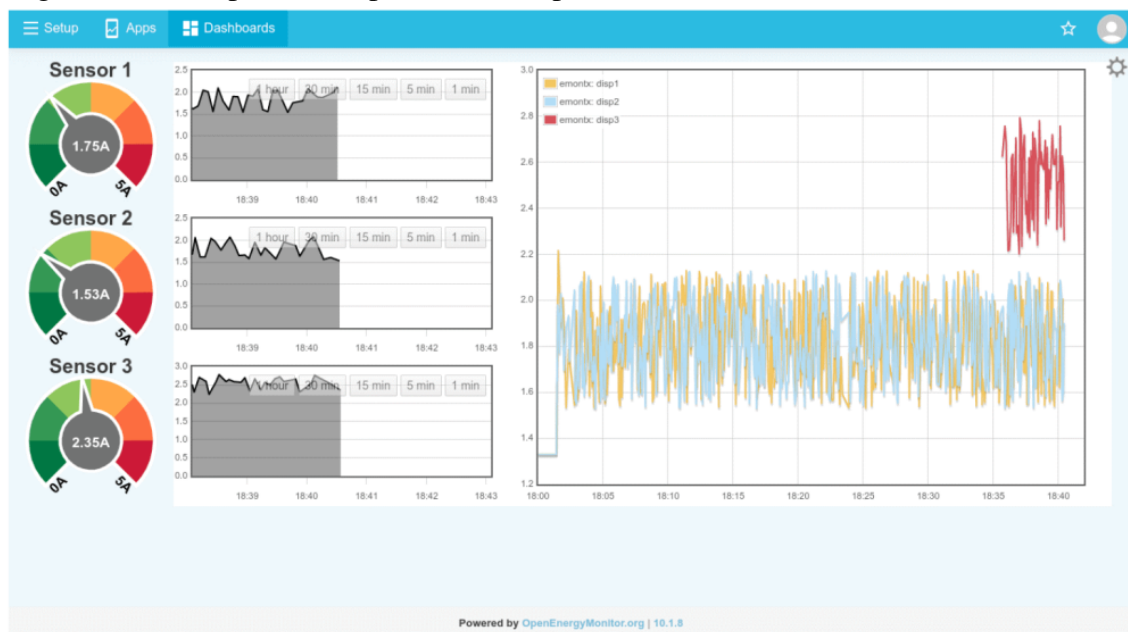 Setup Apps Dashboards
Sensor 1
1.75A
0A 5A
2.5
2.0
1.5
1.0
0.5
0.0
1 hour 30 min 15 min 5 min 1 min
18:39 18:40 18:41 18:42 18:43
Sensor 2
1.53A
0A 5A
2.5
2.0
1.5
1.0
0.5
0.0
1 hour 30 min 15 min 5 min 1 min
18:39 18:40 18:41 18:42 18:43
Sensor 3
2.35A
0A 5A
3.0
2.5
2.0
1.5
1.0
0.5
0.0
1 hour 30 min 15 min 5 min 1 min
18:39 18:40 18:41 18:42 18:43
3.0
2.8
2.6
2.4
2.2
2.0
1.8
1.6
1.4
1.2
emontx: disp1
emontx: disp2
emontx: disp3
18:00 18:05 18:10 18:15 18:20 18:25 18:30 18:35 18:40
Powered by OpenEnergyMonitor.org | 10.1.8